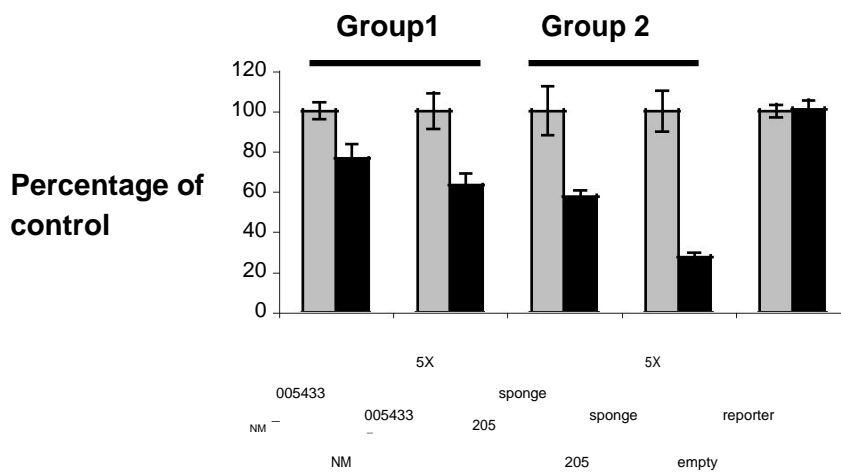 Group1 Group 2
120
100
80
60
40
20
0
Percentage of
control
5X 5X
005433 sponge
NM _ 005433 _ 205 sponge reporter
NM 205 empty